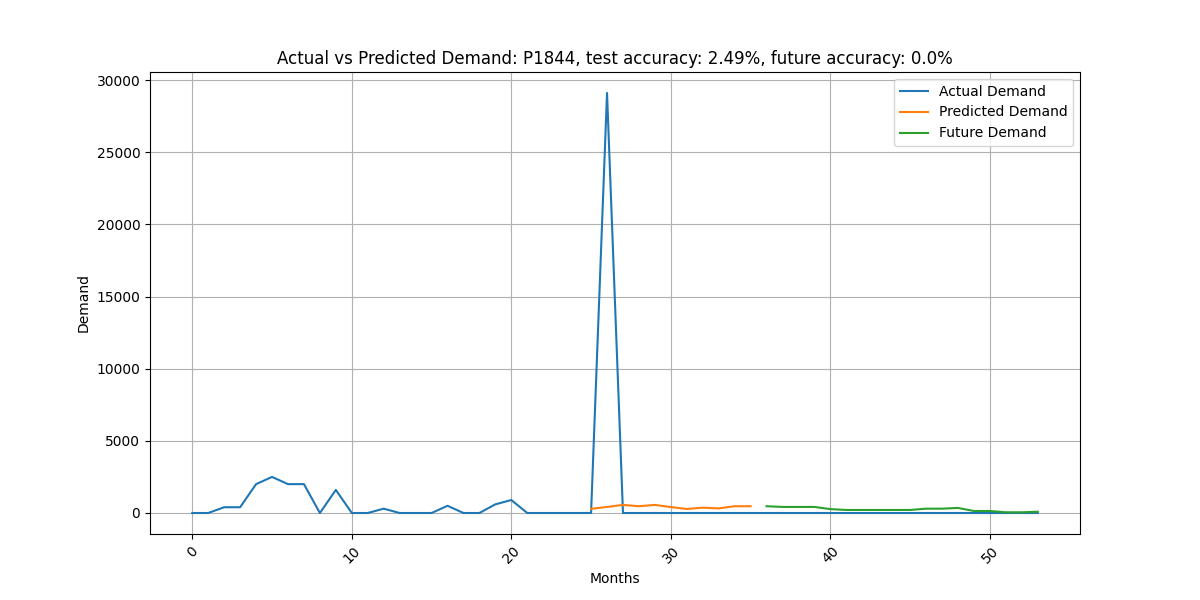 Actual vs Predicted Demand: P1844, test accuracy: 2.49%, future accuracy: 0.0%
Actual Demand
Predicted Demand
Future Demand
30000
25000
20000
15000
10000
5000
0
Demand
0
10
20
30
40
50
Months